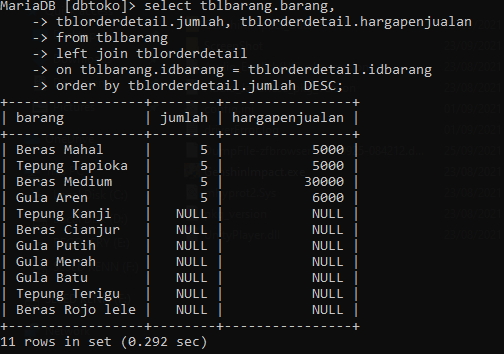 MariaDB [dbtoko]> select tblbarang.barang,
    -> tblorderdetail.jumlah, tblorderdetail.hargapenjualan
    -> from tblbarang
    -> left join tblorderdetail
    -> on tblbarang.idbarang = tblorderdetail.idbarang
    -> order by tblorderdetail.jumlah DESC;
+-----------------+--------+----------------+
| barang          | jumlah | hargapenjualan |
+-----------------+--------+----------------+
| Beras Mahal     |      5 |           5000 |
| Tepung Tapioka  |      5 |           5000 |
| Beras Medium    |      5 |          30000 |
| Gula Aren       |      5 |           6000 |
| Tepung Kanji    |   NULL |           NULL |
| Beras Cianjur   |   NULL |           NULL |
| Gula Putih      |   NULL |           NULL |
| Gula Merah      |   NULL |           NULL |
| Gula Batu       |   NULL |           NULL |
| Tepung Terigu   |   NULL |           NULL |
| Beras Rojo lele |   NULL |           NULL |
+-----------------+--------+----------------+
11 rows in set (0.292 sec)